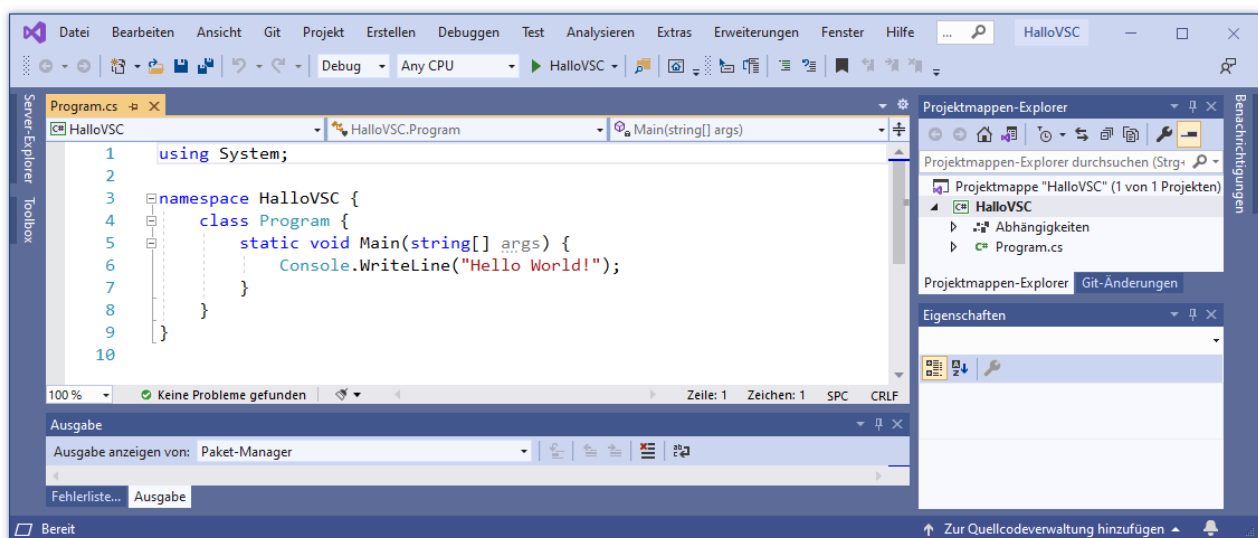 Datei Bearbeiten Ansicht Git Projekt Erstellen Debuggen Test Analysieren Extras Erweiterungen Fenster Hilfe ... HalloVSC
Debug Any CPU HalloVSC
Server-Explorer
Toolbox
Program.cs
HalloVSC HalloVSC.Program Main(string[] args)
1 using System;
2
3 namespace HalloVSC {
4 class Program {
5 static void Main(string[] args) {
6 Console.WriteLine("Hello World!");
7 }
8 }
9 }
10
100 % Keine Probleme gefunden Zeile: 1 Zeichen: 1 SPC CRLF
Ausgabe
Ausgabe anzeigen von: Paket-Manager
Fehlerliste... Ausgabe
Projektmappen-Explorer
Projektmappen-Explorer durchsuchen (Strg+
Projektmappe "HalloVSC" (1 von 1 Projekten)
C# HalloVSC
Abhängigkeiten
C# Program.cs
Projektmappen-Explorer Git-Änderungen
Eigenschaften
Benachrichtigungen
Bereit Zur Quellcodeverwaltung hinzufügen